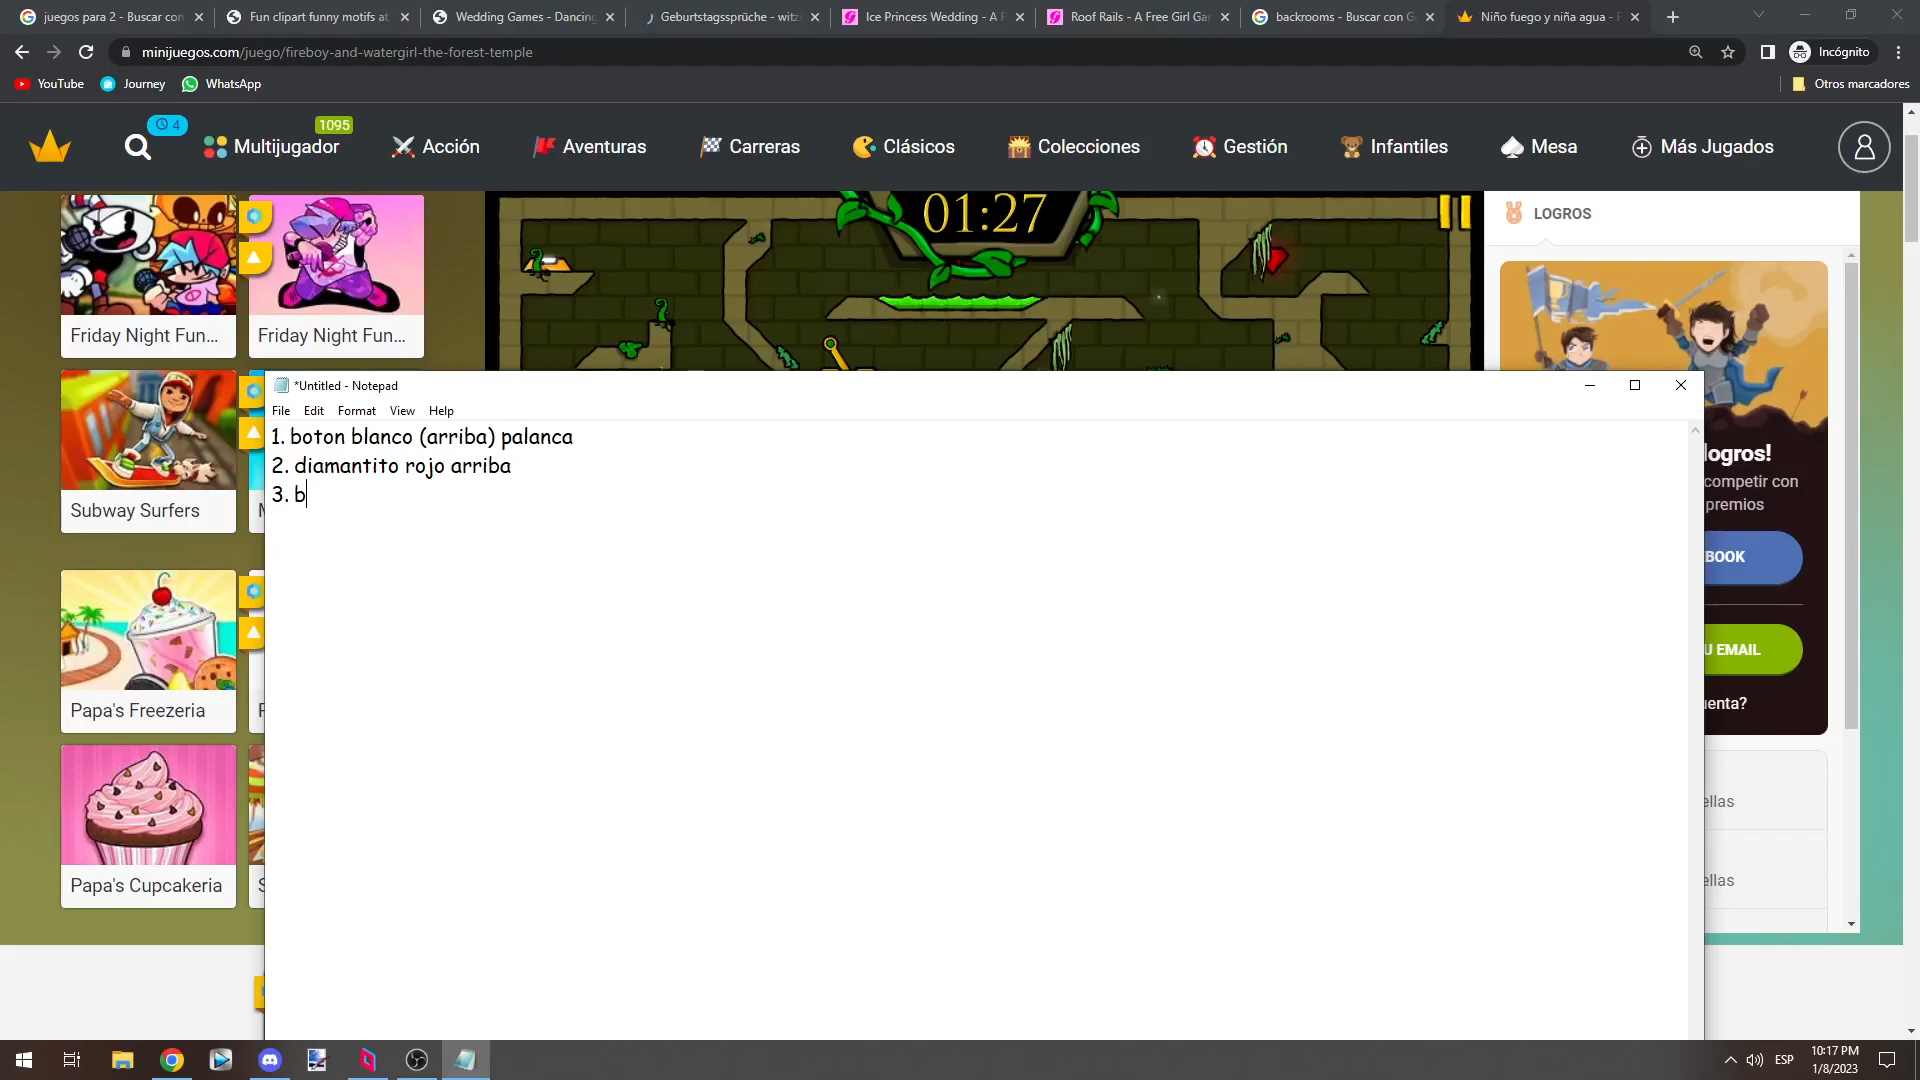 juegos para 2 - Buscar con
Fun clipart funny motifs at
Wedding Games - Dancing
Geburtstagssprüche - witz
Ice Princess Wedding - A F
Roof Rails - A Free Girl Gar
backrooms - Buscar con G
Niño fuego y niña agua - F
minijuegos.com/juego/fireboy-and-watergirl-the-forest-temple
Incógnito
YouTube
Journey
WhatsApp
Otros marcadores
4
Multijugador
1095
Acción
Aventuras
Carreras
Clásicos
Colecciones
Gestión
Infantiles
Mesa
Más Jugados
01:27
LOGROS
Friday Night Fun...
Friday Night Fun...
*Untitled - Notepad
File Edit Format View Help
1. boton blanco (arriba) palanca
2. diamantito rojo arriba
3. b
logros!
competir con
premios
BOOK
U EMAIL
uenta?
ellas
ellas
Subway Surfers
Papa's Freezeria
Papa's Cupcakeria
ESP
10:17 PM
1/8/2023